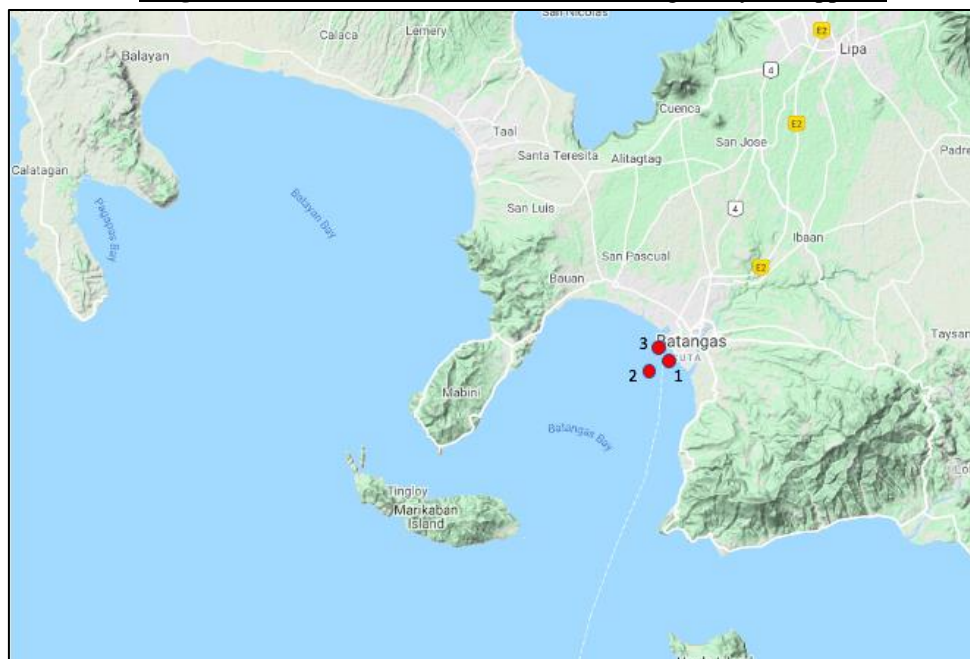 San Nicolas
E2
Calaca
Lemery
Lipa
Balayan
4
Cuenca
E2
Taal
San Jose
Padre
Santa Teresita
Alitagtag
Calatagan
Balayan Bay
Pagapas Bay
San Luis
4
Ibaan
San Pascual
Bauan
E2
Taysan
3
Batangas
2
1
Mabini
Batangas Bay
Lo
Tingloy
Marikaban
Island